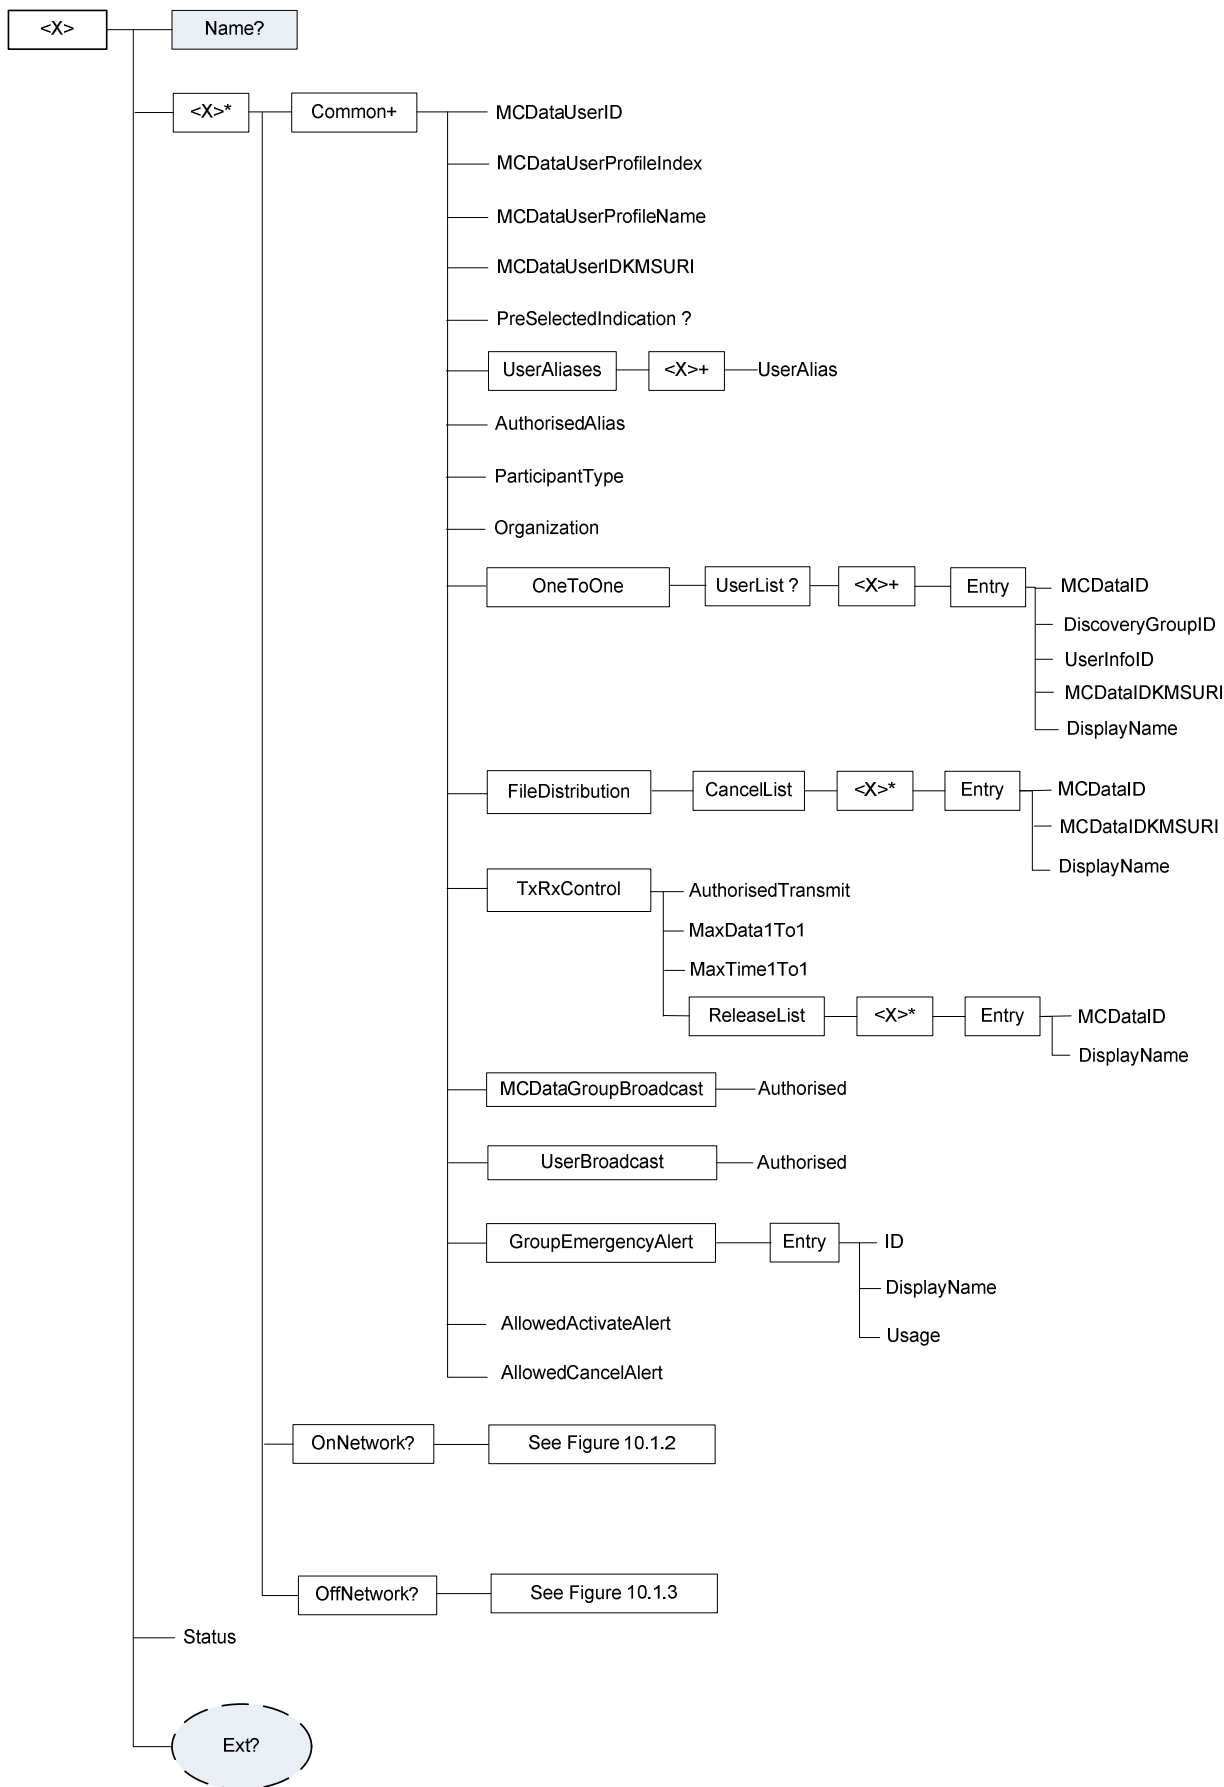 <X>
Name?
<X>*
Common+
MCDataUserID
MCDataUserProfileIndex
MCDataUserProfileName
MCDataUserIDKMSURI
PreSelectedIndication ?
UserAliases
<X>+
UserAlias
AuthorisedAlias
ParticipantType
Organization
OneToOne
UserList ?
<X>+
Entry
MCDataID
DiscoveryGroupID
UserInfoID
MCDataIDKMSURI
DisplayName
FileDistribution
CancelList
<X>*
Entry
MCDataID
MCDataIDKMSURI
DisplayName
TxRxControl
AuthorisedTransmit
MaxData1To1
MaxTime1To1
ReleaseList
<X>*
Entry
MCDataID
DisplayName
MCDataGroupBroadcast
Authorised
UserBroadcast
Authorised
GroupEmergencyAlert
Entry
ID
DisplayName
Usage
AllowedActivateAlert
AllowedCancelAlert
OnNetwork?
See Figure 10.1.2
OffNetwork?
See Figure 10.1.3
Status
Ext?